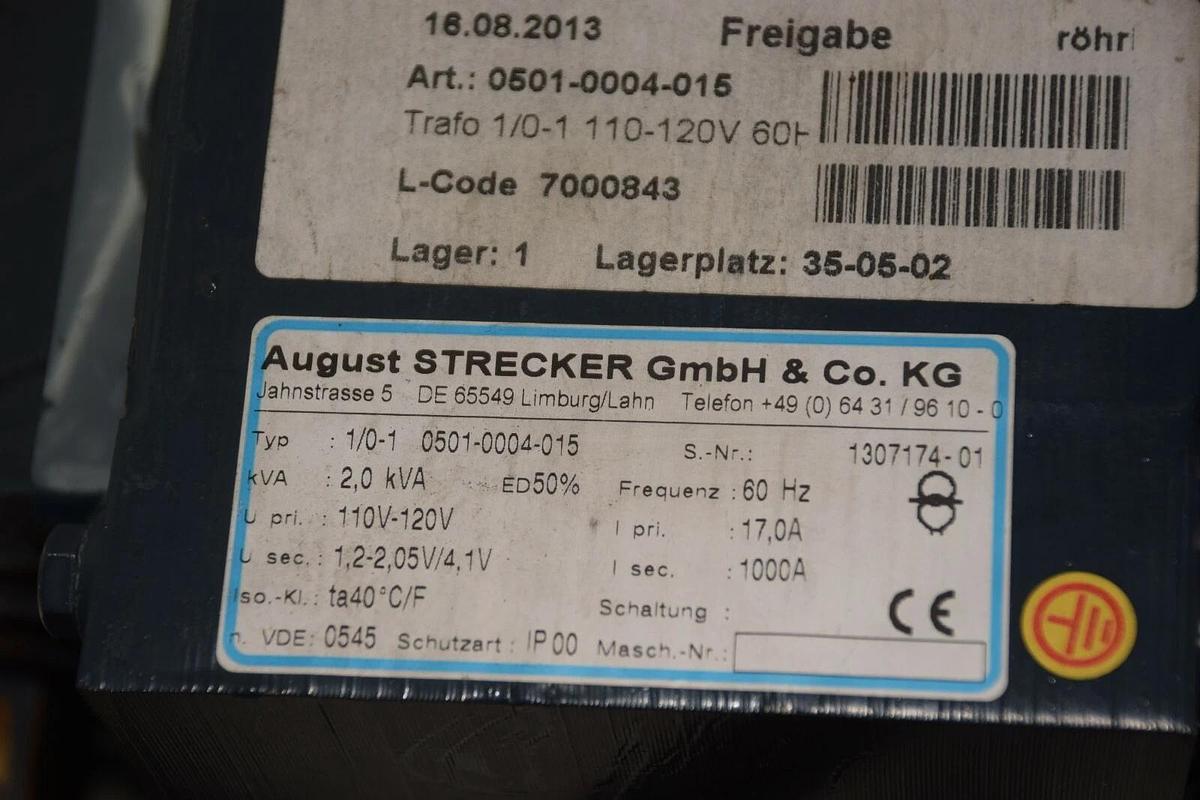 16.08.2013 Freigabe röhr
Art.: 0501-0004-015
Trafo 1/0-1 110-120V 60H
L-Code 7000843
Lager: 1 Lagerplatz: 35-05-02
August STRECKER GmbH & Co. KG
Jahnstrasse 5 DE 65549 Limburg/Lahn Telefon +49 (0) 64 31 / 96 10 - 0
Typ : 1/0-1 0501-0004-015 S.-Nr.: 1307174-01
kVA : 2,0 kVA ED50% Frequenz : 60 Hz
U pri. : 110V-120V I pri. : 17,0A
U sec. : 1,2-2,05V/4,1V I sec. : 1000A
Iso.-Kl. : ta40°C/F Schaltung :
CE
n. VDE: 0545 Schutzart : IP 00 Masch.-Nr.: